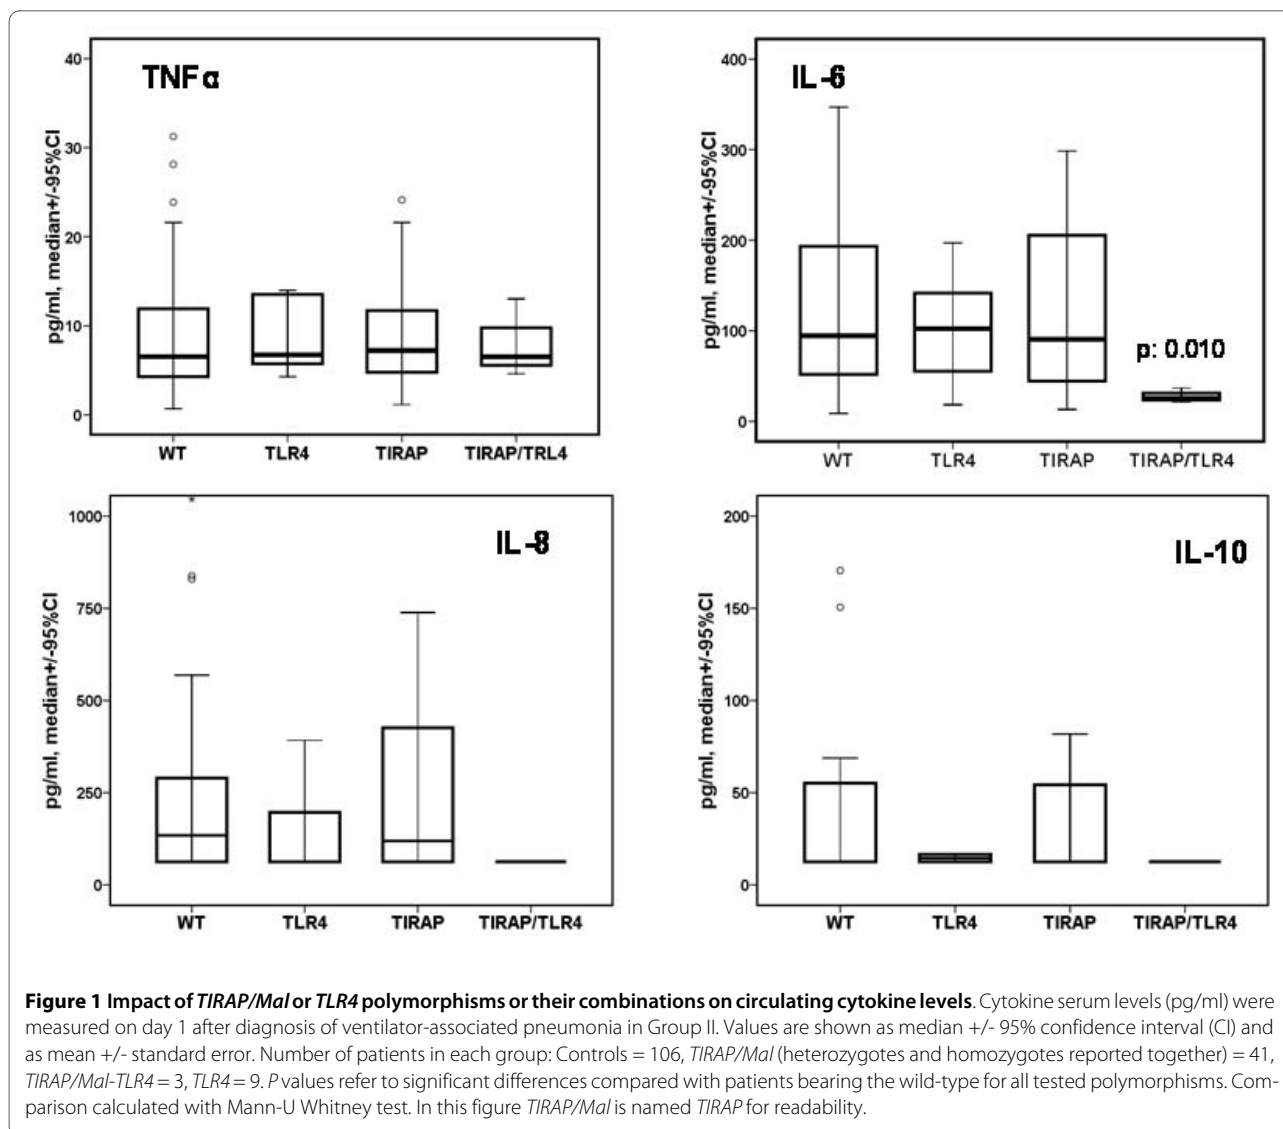 TNFα
pg/ml, median+/-95%CI
40
30
20
10
0
WT TLR4 TIRAP TIRAP/TRL4
IL-6
pg/ml, median+/-95%CI
400
300
200
100
0
p: 0.010
WT TLR4 TIRAP TIRAP/TLR4
IL-8
pg/ml, median+/-95%CI
1000
750
500
250
0
WT TLR4 TIRAP TIRAP/TLR4
IL-10
pg/ml, median+/-95%CI
200
150
100
50
0
WT TLR4 TIRAP TIRAP/TLR4
Figure 1 Impact of TIRAP/Mal or TLR4 polymorphisms or their combinations on circulating cytokine levels. Cytokine serum levels (pg/ml) were
measured on day 1 after diagnosis of ventilator-associated pneumonia in Group II. Values are shown as median +/- 95% confidence interval (CI) and
as mean +/- standard error. Number of patients in each group: Controls = 106, TIRAP/Mal (heterozygotes and homozygotes reported together) = 41,
TIRAP/Mal-TLR4 = 3, TLR4 = 9. P values refer to significant differences compared with patients bearing the wild-type for all tested polymorphisms. Com-
parison calculated with Mann-U Whitney test. In this figure TIRAP/Mal is named TIRAP for readability.